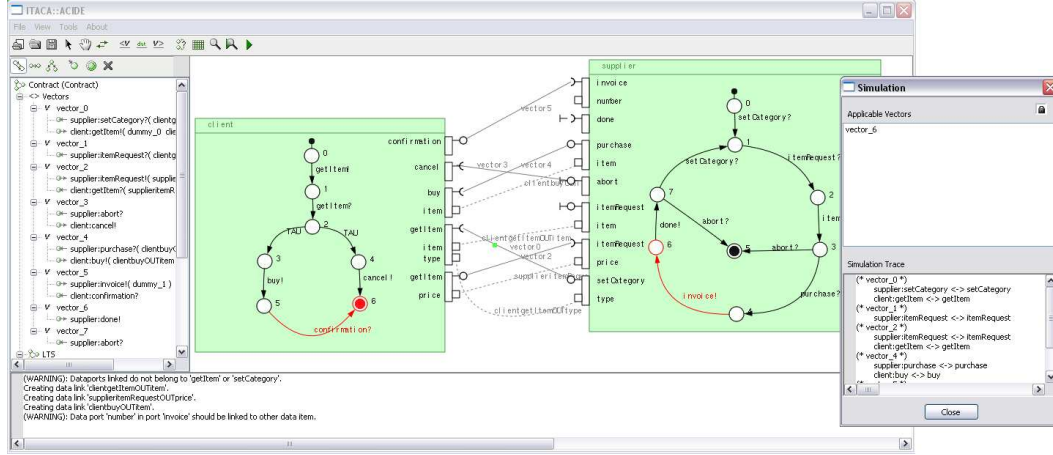 ITACA::ACIDE
File View Tools About
<V dst V>
Contract (Contract)
<> Vectors
V vector_0
supplier:setCategory?( clientg
client:getItem!( dummy_0 clie
V vector_1
supplier:itemRequest?( clientg
V vector_2
supplier:itemRequest!( supplie
client:getItem?( supplieritemR
V vector_3
supplier:abort?
client:cancel!
V vector_4
supplier:purchase?( clientbuyO
client:buy!( clientbuyOUTitem
V vector_5
supplier:invoice!( dummy_1 )
client:confirmation?
V vector_6
supplier:done!
V vector_7
supplier:abort?
LTS
client
0
getItem!
1
getItem?
2
TAU
TAU
3
4
buy!
cancel!
5
6
confirmation?
confirmation
cancel
buy
item
getItem
item
type
getItem
price
vector5
vector3
vector4
clientgetItemOUTitem
vector0
vector2
clientgetItemOUTtype
supplier
invoice
number
done
purchase
item
abort
itemRequest
item
itemRequest
price
setCategory
type
0
setCategory?
1
setCategory?
itemRequest?
7
2
abort?
item
done!
6
5
abort?
3
invoice!
purchase?
4
Simulation
Applicable Vectors
vector_6
Simulation Trace
(* vector_0 *)
supplier:setCategory <-> setCategory
client:getItem <-> getItem
(* vector_1 *)
supplier:itemRequest <-> itemRequest
(* vector_2 *)
supplier:itemRequest <-> itemRequest
client:getItem <-> getItem
(* vector_4 *)
supplier:purchase <-> purchase
client:buy <-> buy
(* vector_5 *)
Close
(WARNING): Dataports linked do not belong to 'getItem' or 'setCategory'.
Creating data link 'clientgetItemOUTitem'.
Creating data link 'supplieritemRequestOUTprice'.
Creating data link 'clientbuyOUTitem'.
(WARNING): Data port 'number' in port 'invoice' should be linked to other data item.